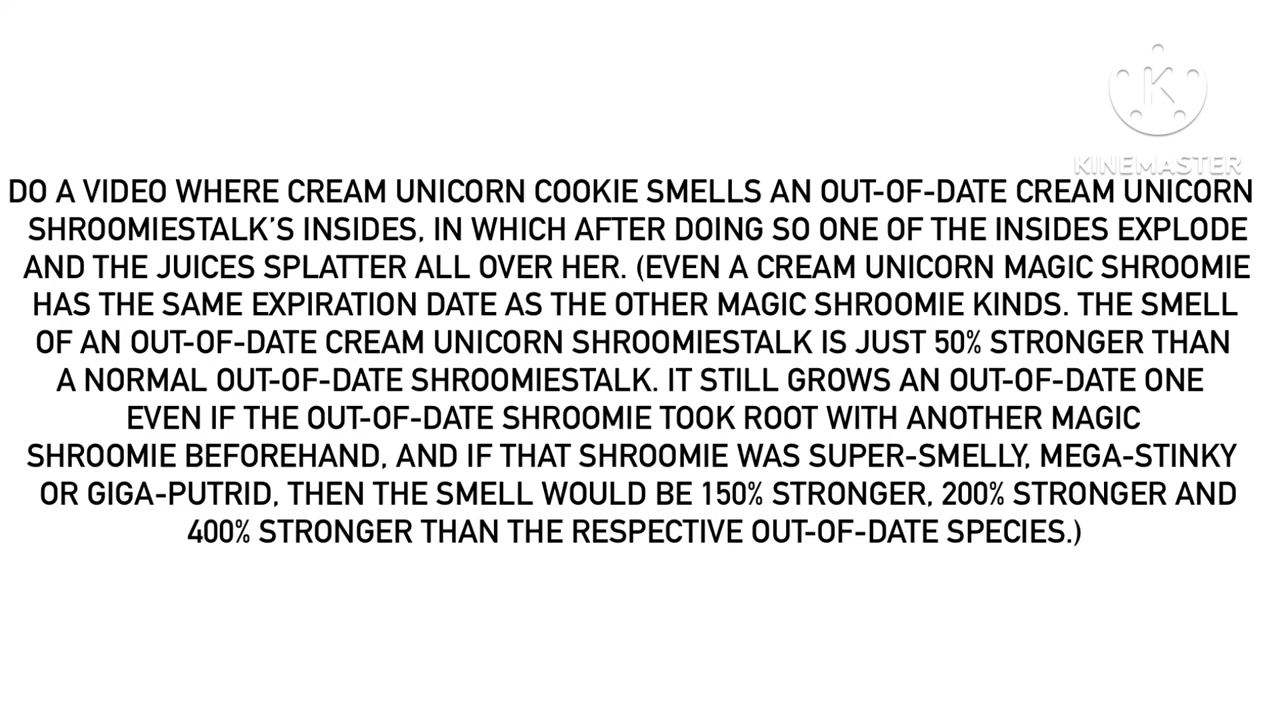 KINEMASTER
DO A VIDEO WHERE CREAM UNICORN COOKIE SMELLS AN OUT-OF-DATE CREAM UNICORN
SHROOMIESTALK'S INSIDES, IN WHICH AFTER DOING SO ONE OF THE INSIDES EXPLODE
AND THE JUICES SPLATTER ALL OVER HER. (EVEN A CREAM UNICORN MAGIC SHROOMIE
HAS THE SAME EXPIRATION DATE AS THE OTHER MAGIC SHROOMIE KINDS. THE SMELL
OF AN OUT-OF-DATE CREAM UNICORN SHROOMIESTALK IS JUST 50% STRONGER THAN
A NORMAL OUT-OF-DATE SHROOMIESTALK. IT STILL GROWS AN OUT-OF-DATE ONE
EVEN IF THE OUT-OF-DATE SHROOMIE TOOK ROOT WITH ANOTHER MAGIC
SHROOMIE BEFOREHAND, AND IF THAT SHROOMIE WAS SUPER-SMELLY, MEGA-STINKY
OR GIGA-PUTRID, THEN THE SMELL WOULD BE 150% STRONGER, 200% STRONGER AND
400% STRONGER THAN THE RESPECTIVE OUT-OF-DATE SPECIES.)